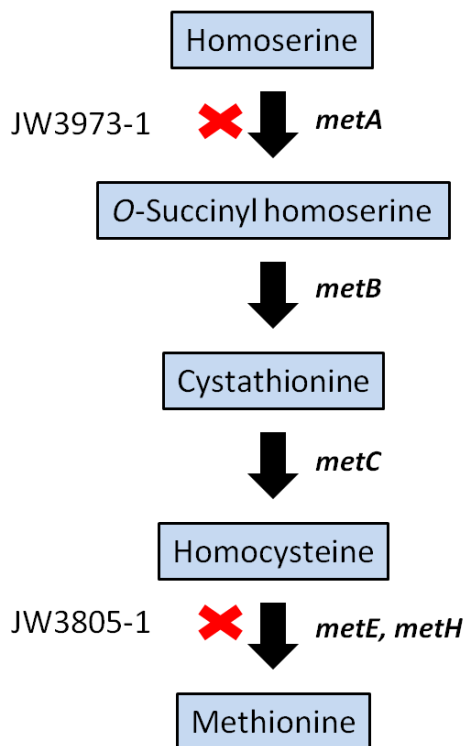 Homoserine
JW3973-1
metA
O-Succinyl homoserine
metB
Cystathionine
metC
Homocysteine
JW3805-1
metE, metH
Methionine